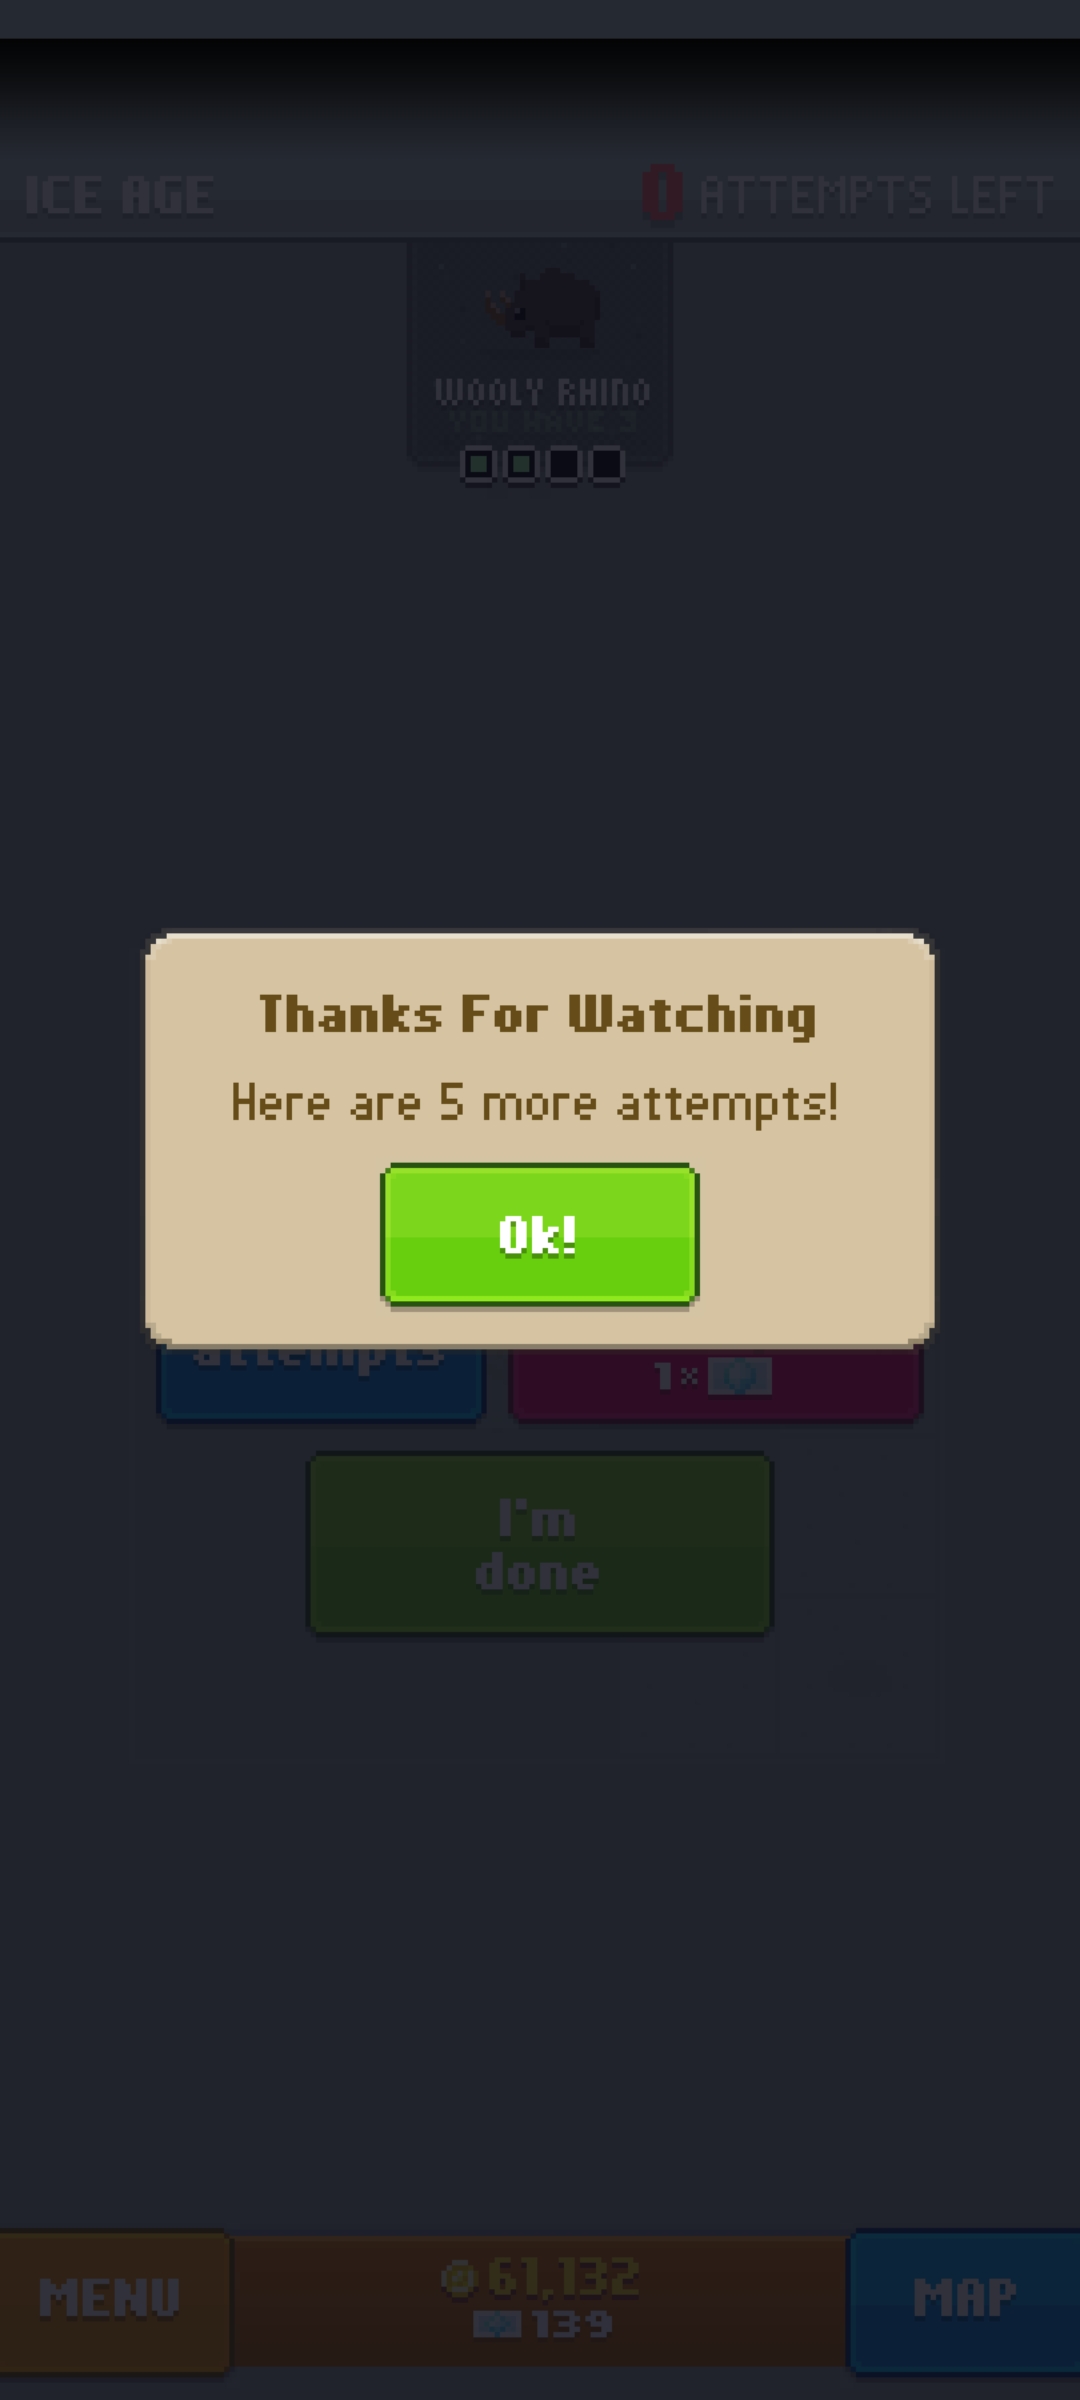 ICE AGE
0 ATTEMPTS LEFT
WOOLY RHINO
YOU HAVE 3
Thanks For Watching
Here are 5 more attempts!
Ok!
attempts
1×
I'm
done
MENU
61,132
139
MAP